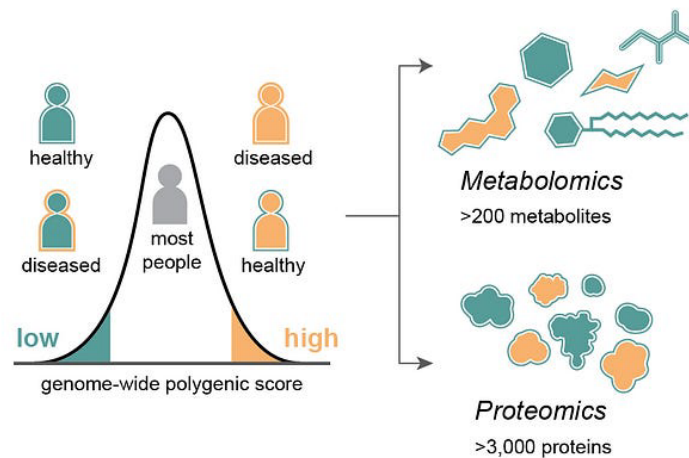 healthy
diseased
diseased
most
people
healthy
low
high
genome-wide polygenic score
Metabolomics
>200 metabolites
Proteomics
>3,000 proteins